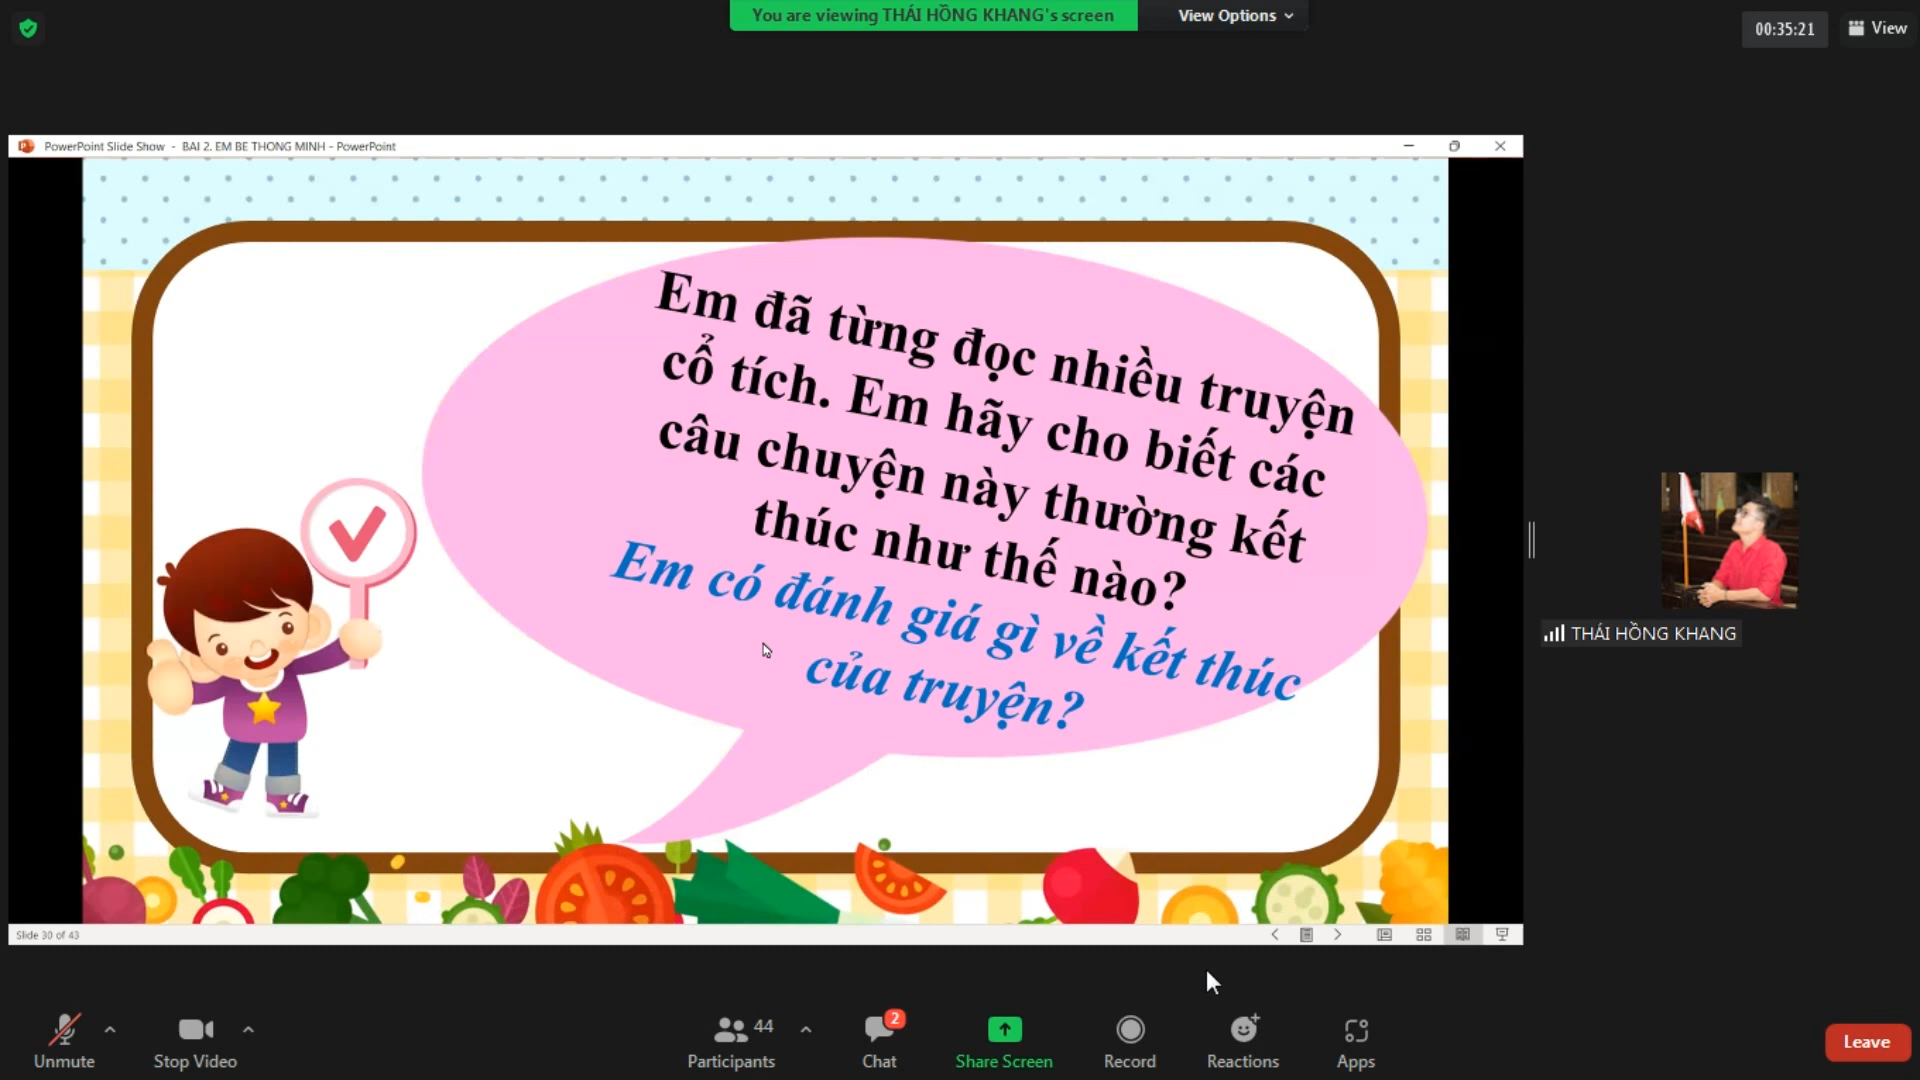 You are viewing THÁI HỒNG KHANG's screen
View Options
00:35:21
View
PowerPoint Slide Show - BAI 2. EM BE THONG MINH - PowerPoint
Em đã từng đọc nhiều truyện
cổ tích. Em hãy cho biết các
câu chuyện này thường kết
thúc như thế nào?
Em có đánh giá gì về kết thúc
của truyện?
THÁI HỒNG KHANG
Slide 30 of 43
Unmute
Stop Video
44
Participants
2
Chat
Share Screen
Record
Reactions
Apps
Leave